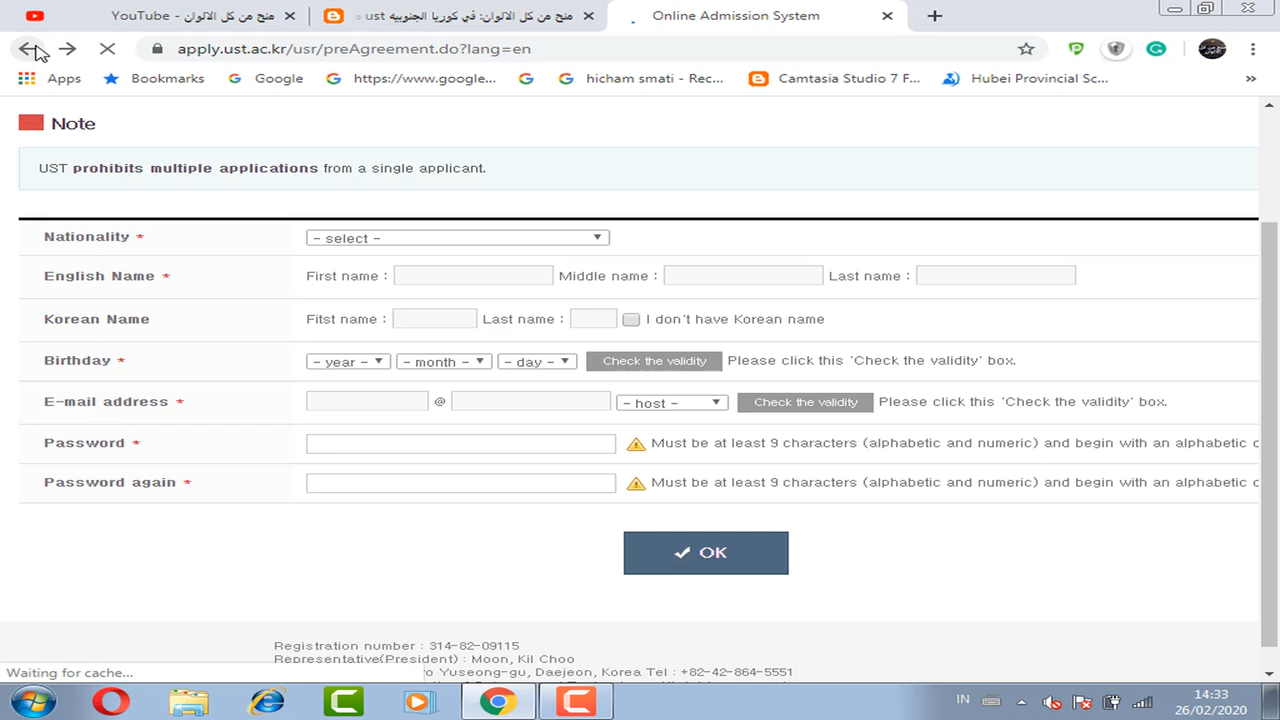 YouTube - منح من كل الالوان
منح من كل الالوان: في كوريا الجنوبيه ust
Online Admission System
apply.ust.ac.kr/usr/preAgreement.do?lang=en
Apps
Bookmarks
Google
https://www.google...
hicham smati - Rec...
Camtasia Studio 7 F...
Hubei Provincial Sc...
»
Note
UST prohibits multiple applications from a single applicant.
Nationality *
- select -
English Name *
First name :
Middle name :
Last name :
Korean Name
Fitst name :
Last name :
I don't have Korean name
Birthday *
- year -
- month -
- day -
Check the validity
Please click this 'Check the validity' box.
E-mail address *
@
- host -
Check the validity
Please click this 'Check the validity' box.
Password *
Must be at least 9 characters (alphabetic and numeric) and begin with an alphabetic c
Password again *
Must be at least 9 characters (alphabetic and numeric) and begin with an alphabetic c
OK
Registration number : 314-82-09115
Representative(President) : Moon, Kil Choo
Waiting for cache...
o Yuseong-gu, Daejeon, Korea Tel : +82-42-864-5551
IN
14:33
26/02/2020